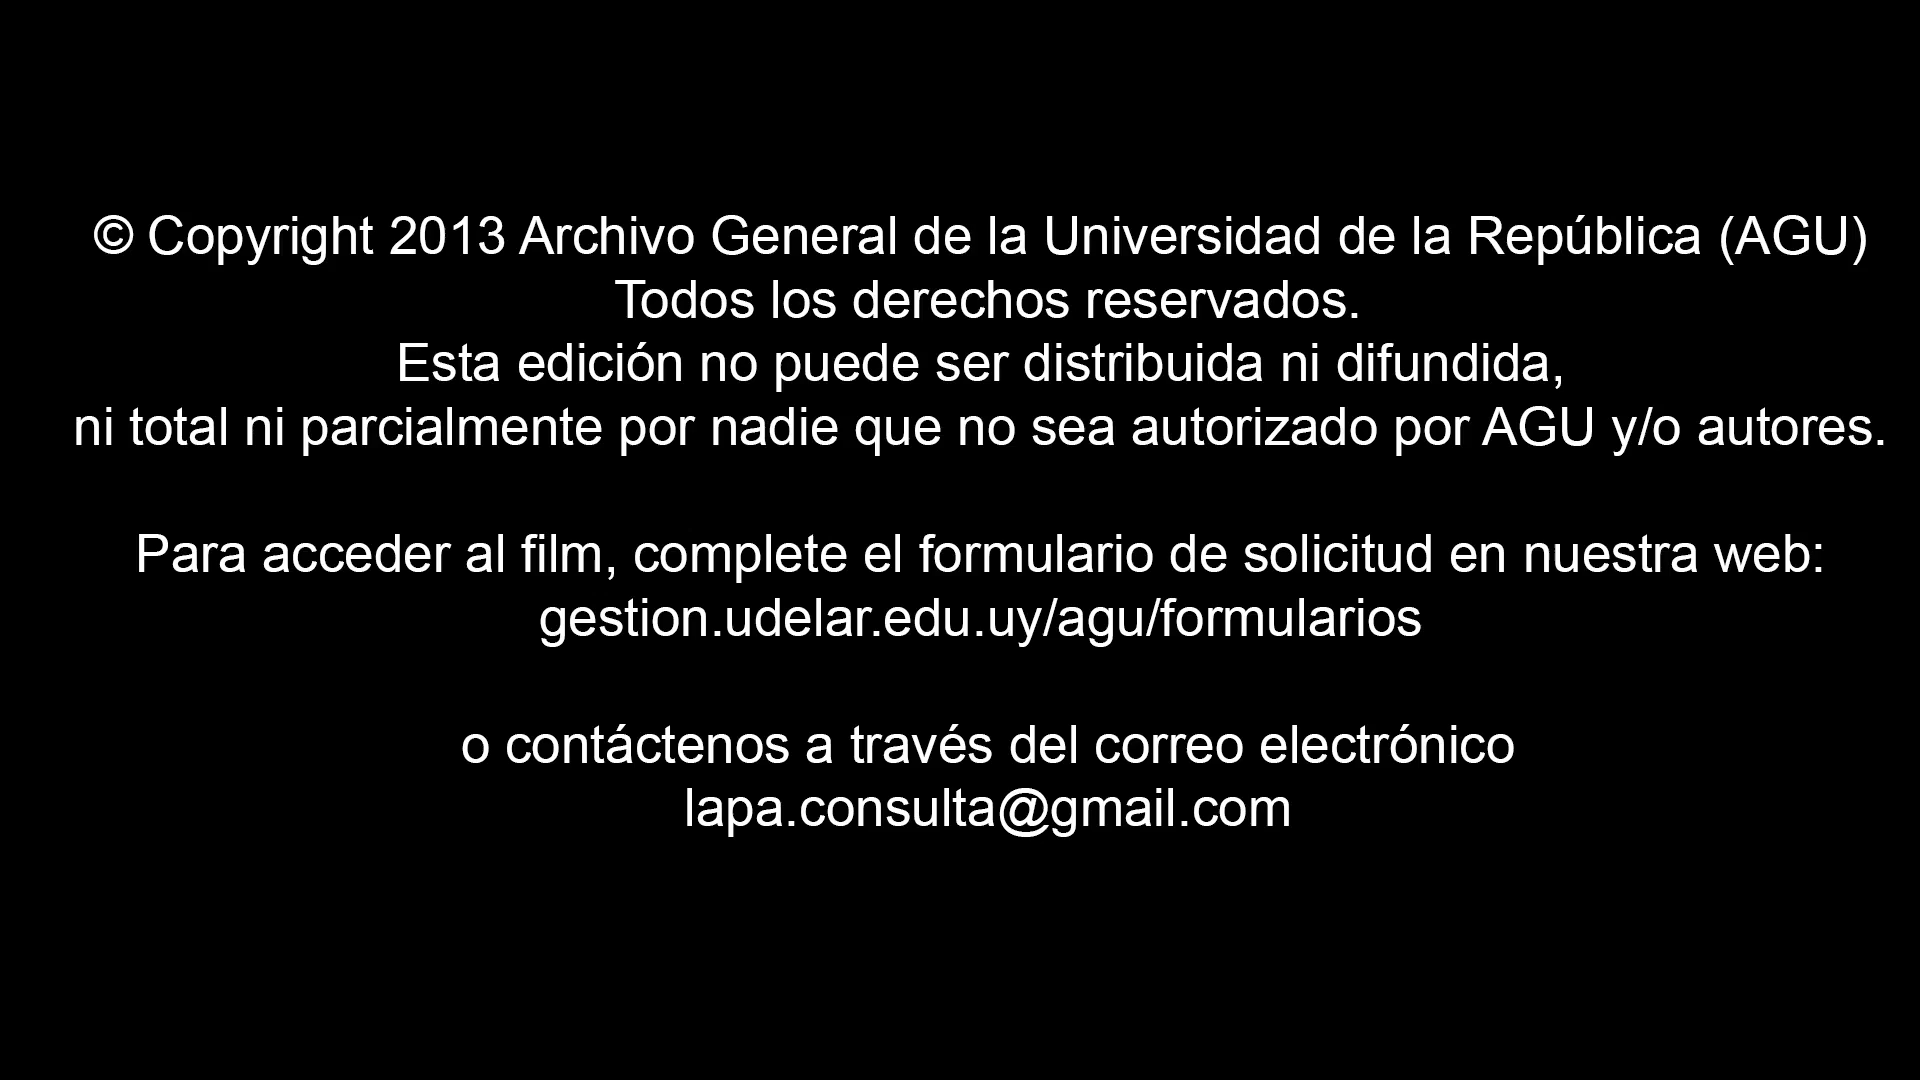 © Copyright 2013 Archivo General de la Universidad de la República (AGU)
Todos los derechos reservados.
Esta edición no puede ser distribuida ni difundida,
ni total ni parcialmente por nadie que no sea autorizado por AGU y/o autores.
Para acceder al film, complete el formulario de solicitud en nuestra web:
gestion.udelar.edu.uy/agu/formularios
o contáctenos a través del correo electrónico
lapa.consulta@gmail.com